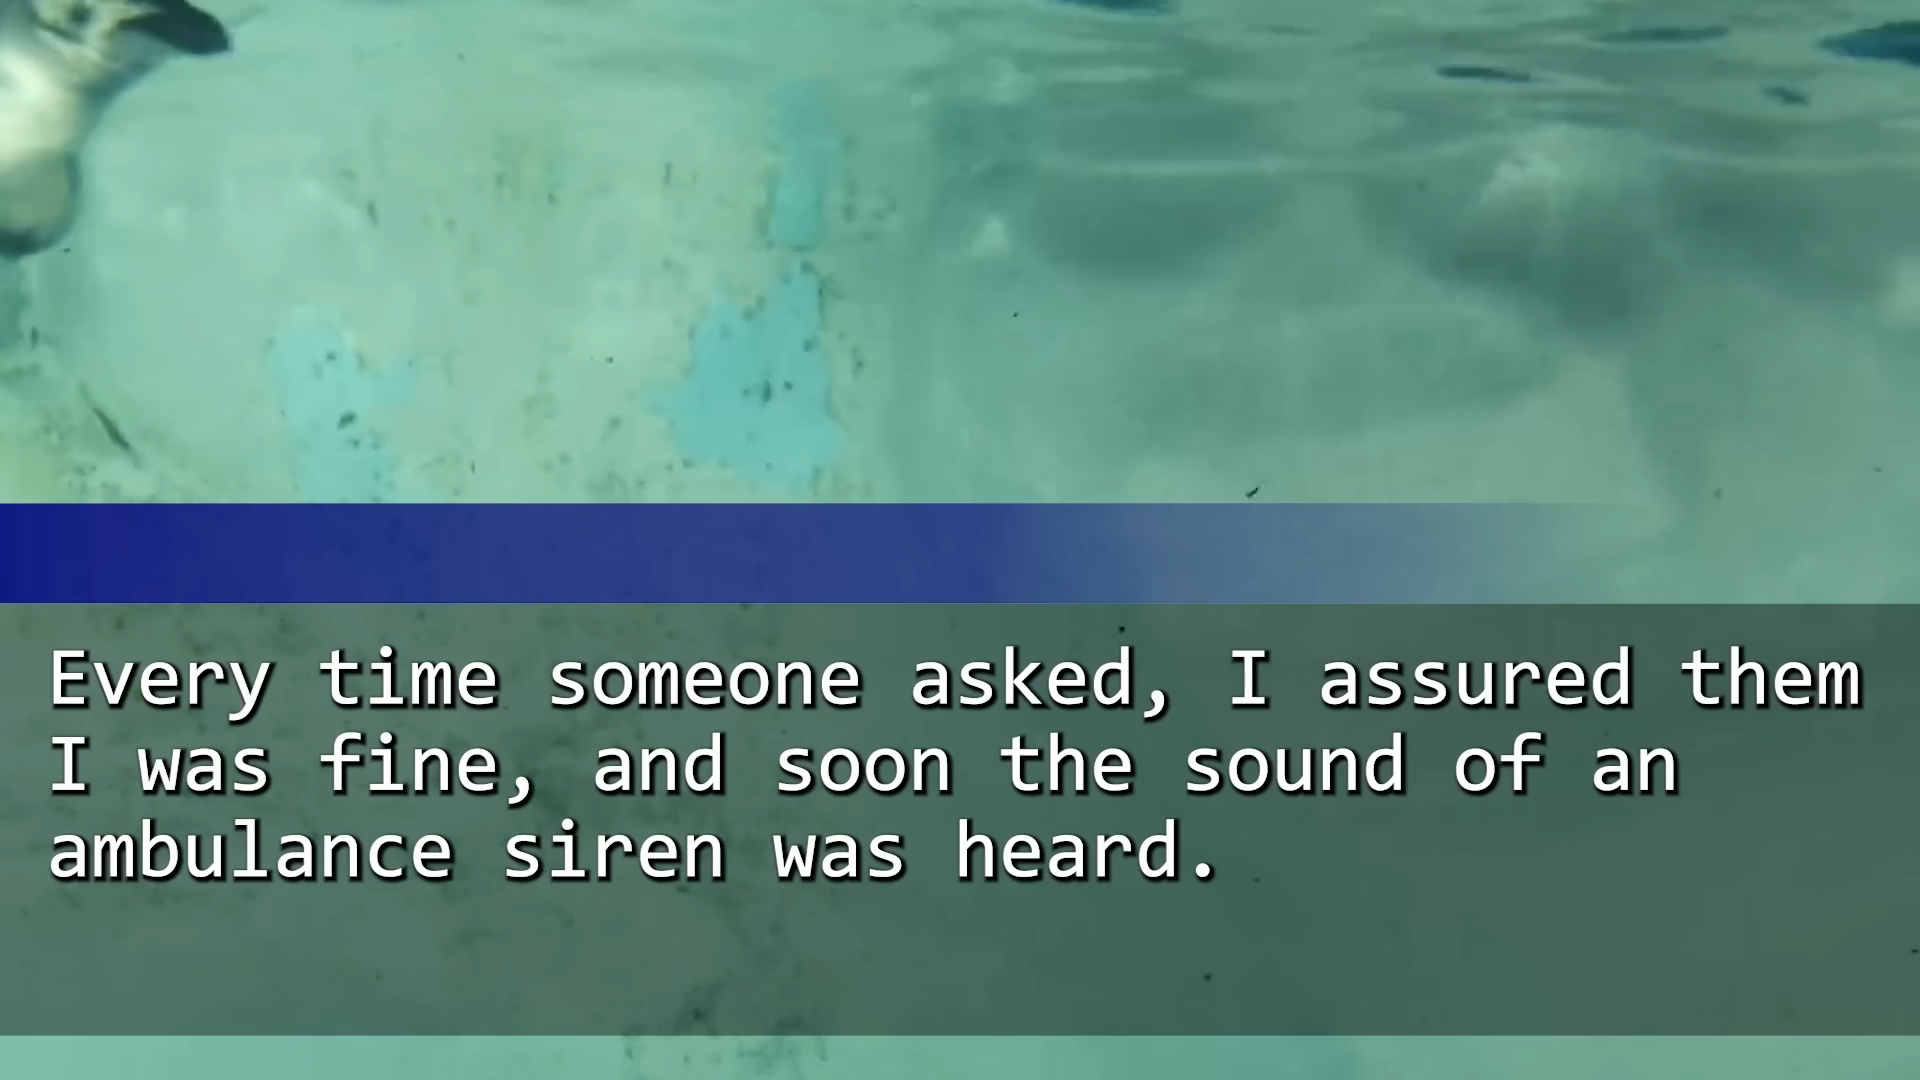 Every time someone asked, I assured them
I was fine, and soon the sound of an
ambulance siren was heard.